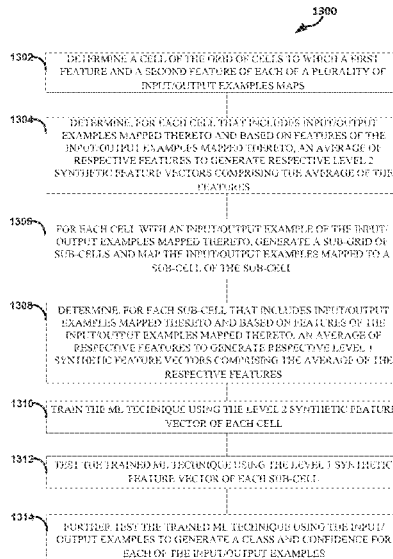 1300
1302
DETERMINE A CELL OF THE GRID OF CELLS TO WHICH A FIRST
FEATURE AND A SECOND FEATURE OF EACH OF A PLURALITY OF
INPUT/OUTPUT EXAMPLES MAPS
1304
DETERMINE, FOR EACH CELL THAT INCLUDES INPUT/OUTPUT
EXAMPLES MAPPED THERETO AND BASED ON FEATURES OF THE
INPUT/OUTPUT EXAMPLES MAPPED THERETO, AN AVERAGE OF
RESPECTIVE FEATURES TO GENERATE RESPECTIVE LEVEL 2
SYNTHETIC FEATURE VECTORS COMPRISING THE AVERAGE OF THE
FEATURES
1306
FOR EACH CELL WITH AN INPUT/OUTPUT EXAMPLE OF THE INPUT/
OUTPUT EXAMPLES MAPPED THERETO, GENERATE A SUB-GRID OF
SUB-CELLS AND MAP THE INPUT/OUTPUT EXAMPLES MAPPED TO A
SUB-CELL OF THE SUB-CELL
1308
DETERMINE, FOR EACH SUB-CELL THAT INCLUDES INPUT/OUTPUT
EXAMPLES MAPPED THERETO AND BASED ON FEATURES OF THE
INPUT/OUTPUT EXAMPLES MAPPED THERETO, AN AVERAGE OF
RESPECTIVE FEATURES TO GENERATE RESPECTIVE LEVEL 1
SYNTHETIC FEATURE VECTORS COMPRISING THE AVERAGE OF THE
RESPECTIVE FEATURES
1310
TRAIN THE ML TECHNIQUE USING THE LEVEL 2 SYNTHETIC FEATURE
VECTOR OF EACH CELL
1312
TEST THE TRAINED ML TECHNIQUE USING THE LEVEL 1 SYNTHETIC
FEATURE VECTOR OF EACH SUB-CELL
1314
FURTHER TEST THE TRAINED ML TECHNIQUE USING THE INPUT/
OUTPUT EXAMPLES TO GENERATE A CLASS AND CONFIDENCE FOR
EACH OF THE INPUT/OUTPUT EXAMPLES